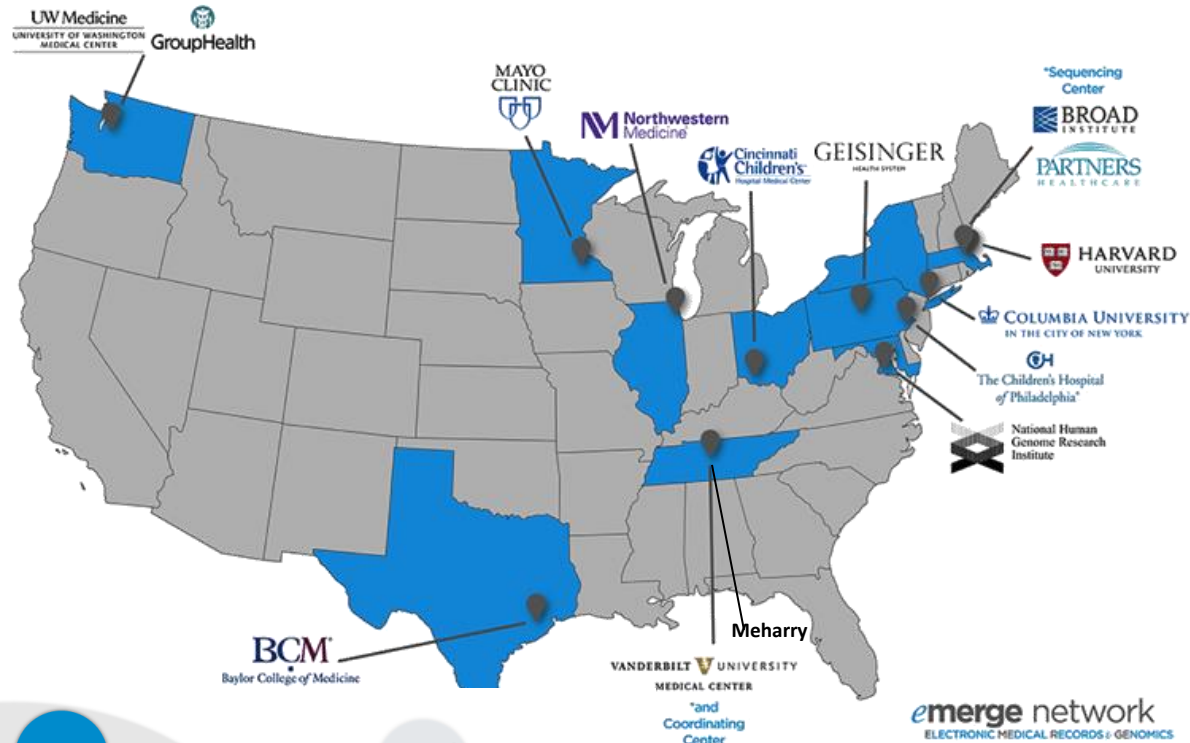 UW Medicine
UNIVERSITY OF WASHINGTON
MEDICAL CENTER
GroupHealth
MAYO
CLINIC
Northwestern
Medicine
Cincinnati
Children's
Hospital Medical Center
GEISINGER
HEALTH SYSTEM
*Sequencing
Center
BROAD
INSTITUTE
PARTNERS
HEALTHCARE
HARVARD
UNIVERSITY
COLUMBIA UNIVERSITY
IN THE CITY OF NEW YORK
The Children's Hospital
of Philadelphia®
National Human
Genome Research
Institute
Meharry
BCM
Baylor College of Medicine
VANDERBILT V UNIVERSITY
MEDICAL CENTER
*and
Coordinating
Center
emerge network
ELECTRONIC MEDICAL RECORDS & GENOMICS